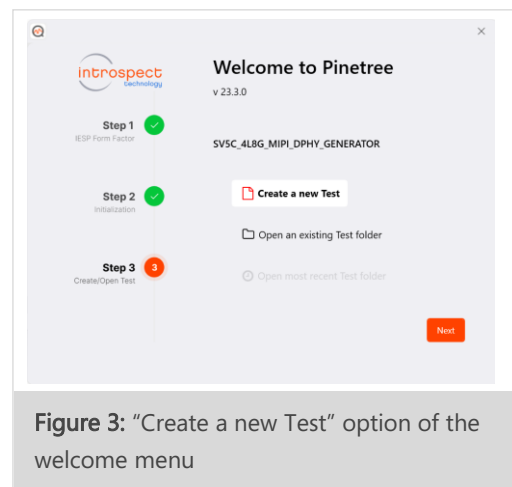 introspect
technology
Welcome to Pinetree
v 23.3.0
Step 1
IESP Form Factor
SV5C_4L8G_MIPI_DPHY_GENERATOR
Step 2
Initialization
Create a new Test
Open an existing Test folder
Step 3
3
Create/Open Test
Open most recent Test folder
Next
Figure 3: “Create a new Test” option of the
welcome menu